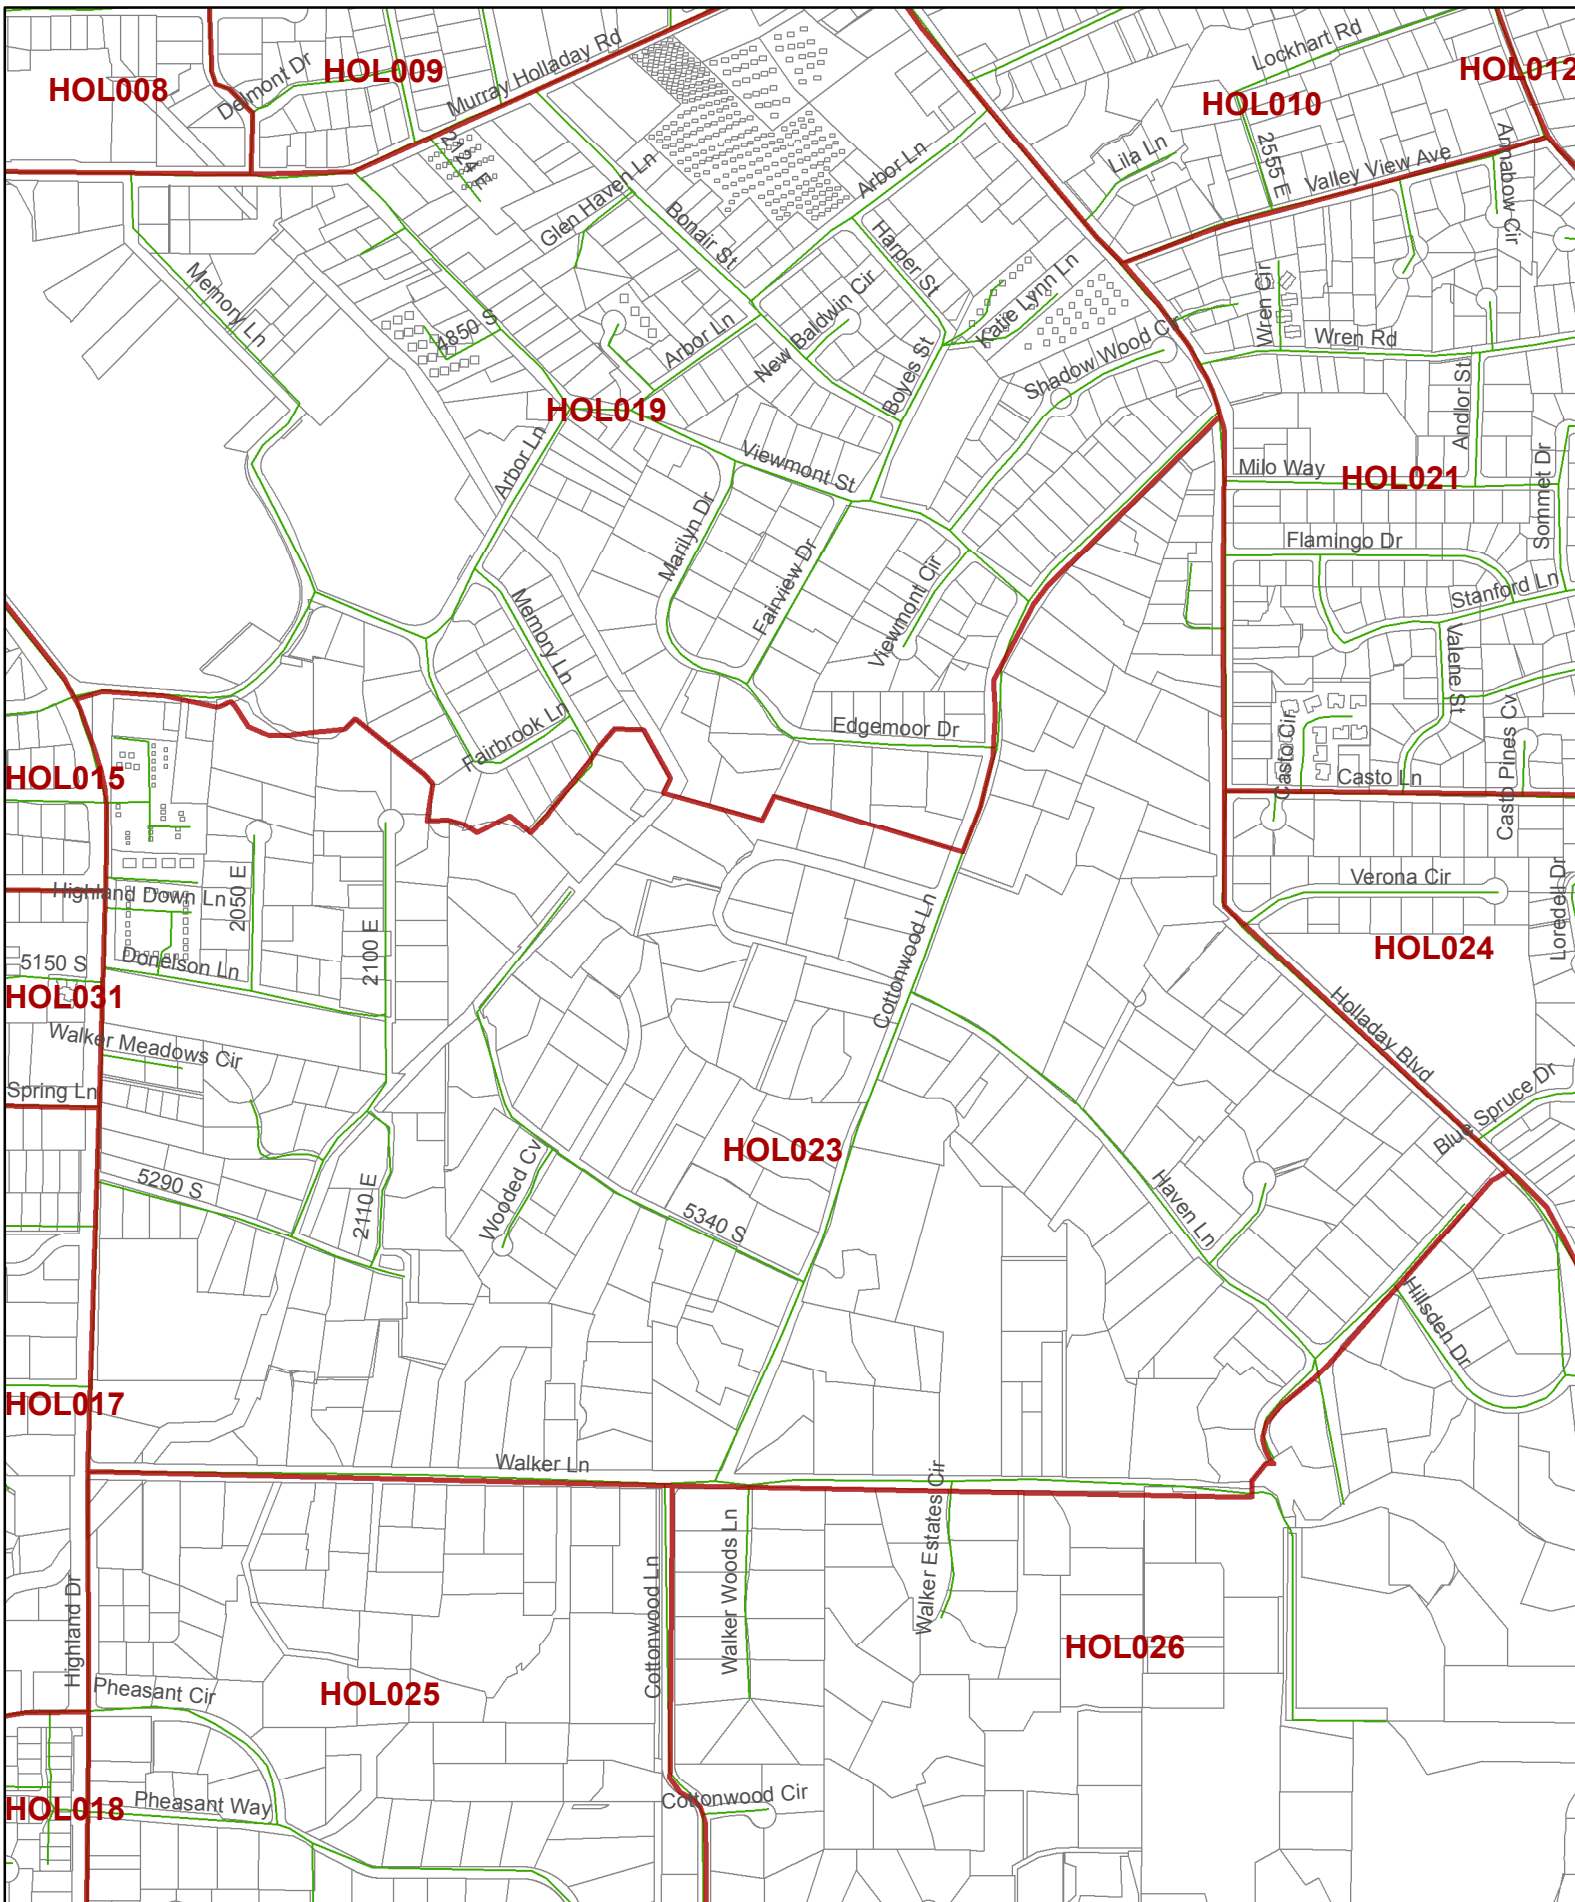 Lockhart Rd
HOL012
Murray Holladay Rd
Delmont Dr
HOL009
HOL008
HOL010
2124 E
Lila Ln
2555 E
Valley View Ave
Annabow Cir
Glen Haven Ln
Arbor Ln
Bonair St
Harper St
Memory Ln
Katie Lynn Ln
New Baldwin Cir
Wren Cir
4850 S
Arbor Ln
Shadow Wood Cir
Wren Rd
Boyes St
Andlor St
HOL019
Arbor Ln
Viewmont St
Milo Way
HOL021
Sommet Dr
Marilyn Dr
Fairview Dr
Flamingo Dr
Viewmont Cir
Stanford Ln
Memory Ln
Valene St
Fairbrook Ln
Edgemoor Dr
Casto Cir
Casto Pines Cv
HOL015
Casto Ln
Highland Down Ln
2050 E
Verona Cir
Loredell Dr
2100 E
Cottonwood Ln
HOL024
5150 S
Donelson Ln
HOL031
Holladay Blvd
Walker Meadows Cir
Spring Ln
Blue Spruce Dr
HOL023
5290 S
2110 E
Wooded Cv
5340 S
Haven Ln
Hillsden Dr
HOL017
Walker Ln
Walker Estates Cir
Walker Woods Ln
Cottonwood Ln
Highland Dr
HOL026
Pheasant Cir
HOL025
Pheasant Way
HOL018
Cottonwood Cir